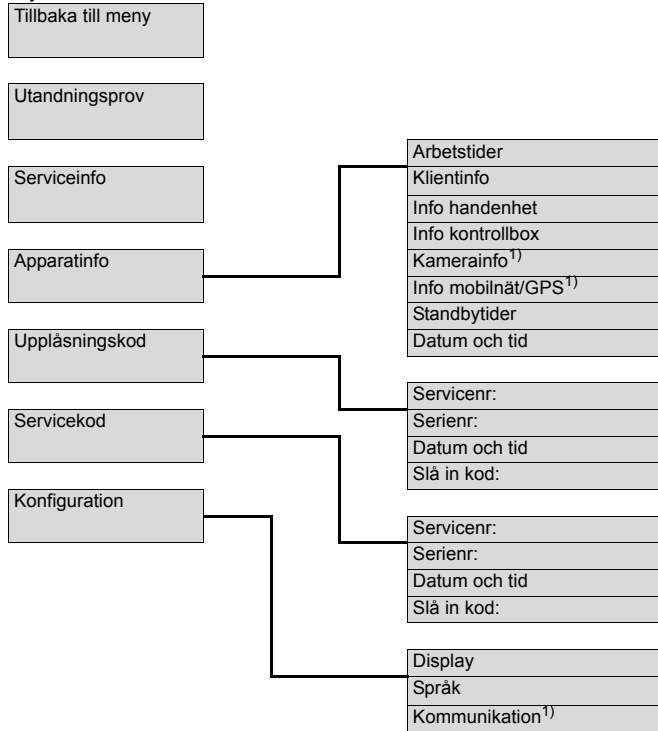 Tillbaka till meny
Utandningsprov
Serviceinfo
Apparatinfo
Upplåsningskod
Servicekod
Konfiguration
Arbetstider
Klientinfo
Info handenhet
Info kontrollbox
Kamerainfo1)
Info mobilnät/GPS1)
Standbytider
Datum och tid
Servicenr:
Serienr:
Datum och tid
Slå in kod:
Servicenr:
Serienr:
Datum och tid
Slå in kod:
Display
Språk
Kommunikation1)